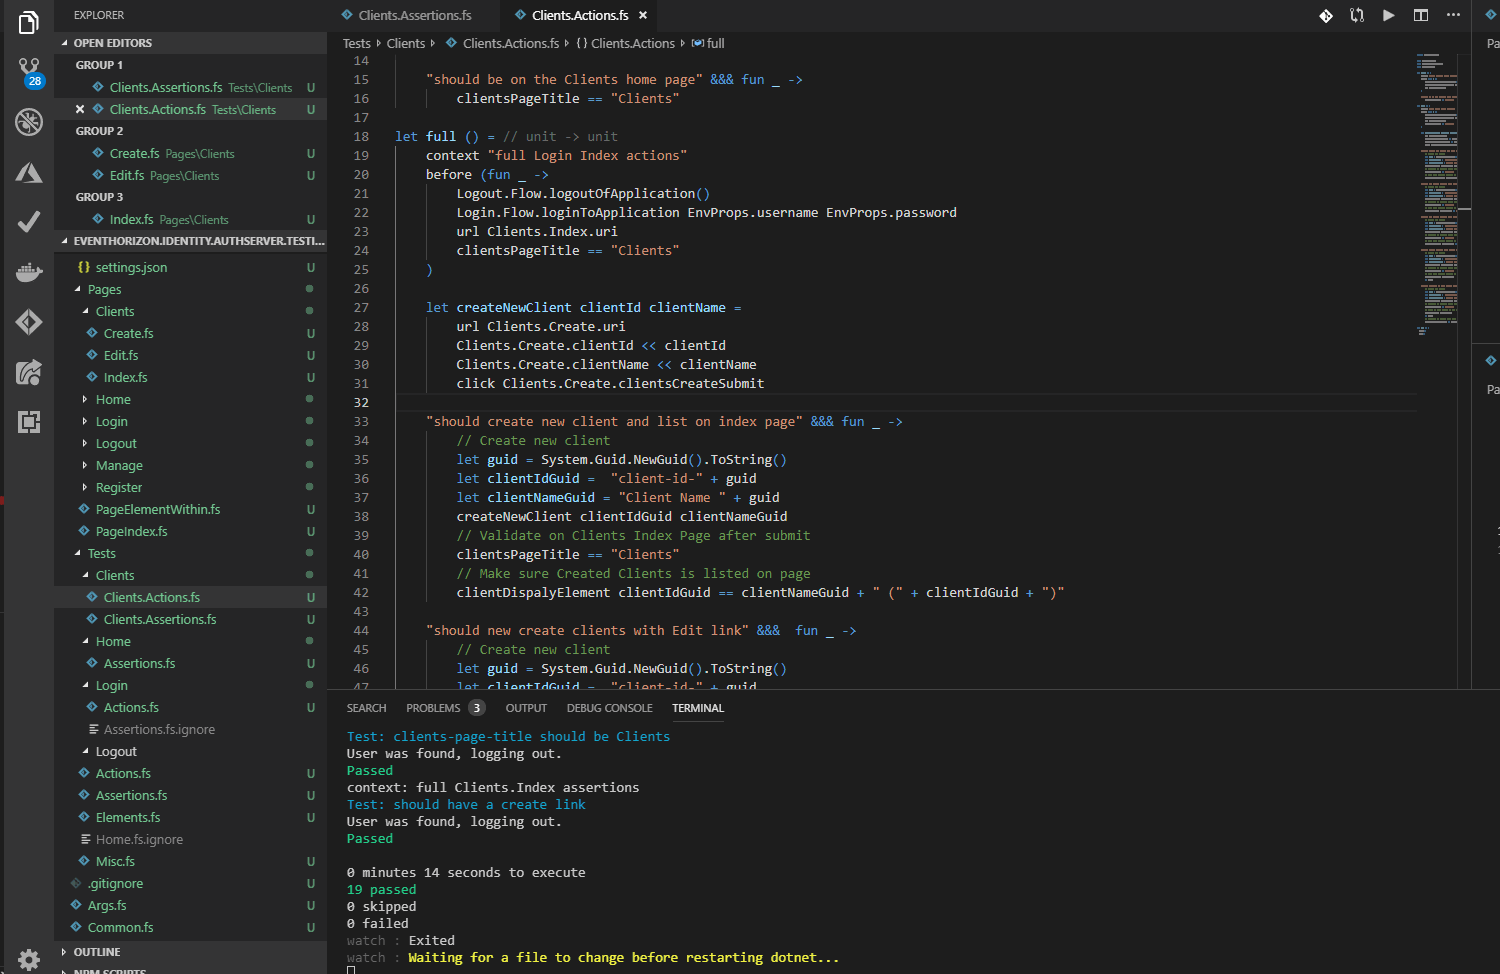 EXPLORER
OPEN EDITORS
GROUP 1
Clients.Assertions.fs Tests\Clients U
Clients.Actions.fs Tests\Clients U
GROUP 2
Create.fs Pages\Clients U
Edit.fs Pages\Clients U
GROUP 3
Index.fs Pages\Clients U
EVENTHORIZON.IDENTITY.AUTHSERVER.TESTI...
{} settings.json U
Pages
Clients
Create.fs U
Edit.fs U
Index.fs U
Home
Login
Logout
Manage
Register
PageElementWithin.fs U
PageIndex.fs U
Tests
Clients
Clients.Actions.fs U
Clients.Assertions.fs U
Home
Assertions.fs U
Login
Actions.fs U
Assertions.fs.ignore
Logout
Actions.fs U
Assertions.fs U
Elements.fs U
Home.fs.ignore
Misc.fs U
.gitignore U
Args.fs U
Common.fs U
OUTLINE
NPM SCRIPTS
28
Clients.Assertions.fs
Clients.Actions.fs
Tests Clients Clients.Actions.fs {} Clients.Actions full
14
15 "should be on the Clients home page" &&& fun _ ->
16 clientsPageTitle == "Clients"
17
18 let full () = // unit -> unit
19 context "full Login Index actions"
20 before (fun _ ->
21 Logout.Flow.logoutOfApplication()
22 Login.Flow.loginToApplication EnvProps.username EnvProps.password
23 url Clients.Index.uri
24 clientsPageTitle == "Clients"
25 )
26
27 let createNewClient clientId clientName =
28 url Clients.Create.uri
29 Clients.Create.clientId << clientId
30 Clients.Create.clientName << clientName
31 click Clients.Create.clientsCreateSubmit
32
33 "should create new client and list on index page" &&& fun _ ->
34 // Create new client
35 let guid = System.Guid.NewGuid().ToString()
36 let clientIdGuid =  "client-id-" + guid
37 let clientNameGuid = "Client Name " + guid
38 createNewClient clientIdGuid clientNameGuid
39 // Validate on Clients Index Page after submit
40 clientsPageTitle == "Clients"
41 // Make sure Created Clients is listed on page
42 clientDispalyElement clientIdGuid == clientNameGuid + " (" + clientIdGuid + ")"
43
44 "should new create clients with Edit link" &&&  fun _ ->
45 // Create new client
46 let guid = System.Guid.NewGuid().ToString()
47 let clientIdGuid =  "client-id-" + guid
Pa
Pa
SEARCH PROBLEMS 3 OUTPUT DEBUG CONSOLE TERMINAL
Test: clients-page-title should be Clients
User was found, logging out.
Passed
context: full Clients.Index assertions
Test: should have a create link
User was found, logging out.
Passed
0 minutes 14 seconds to execute
19 passed
0 skipped
0 failed
watch : Exited
watch : Waiting for a file to change before restarting dotnet...